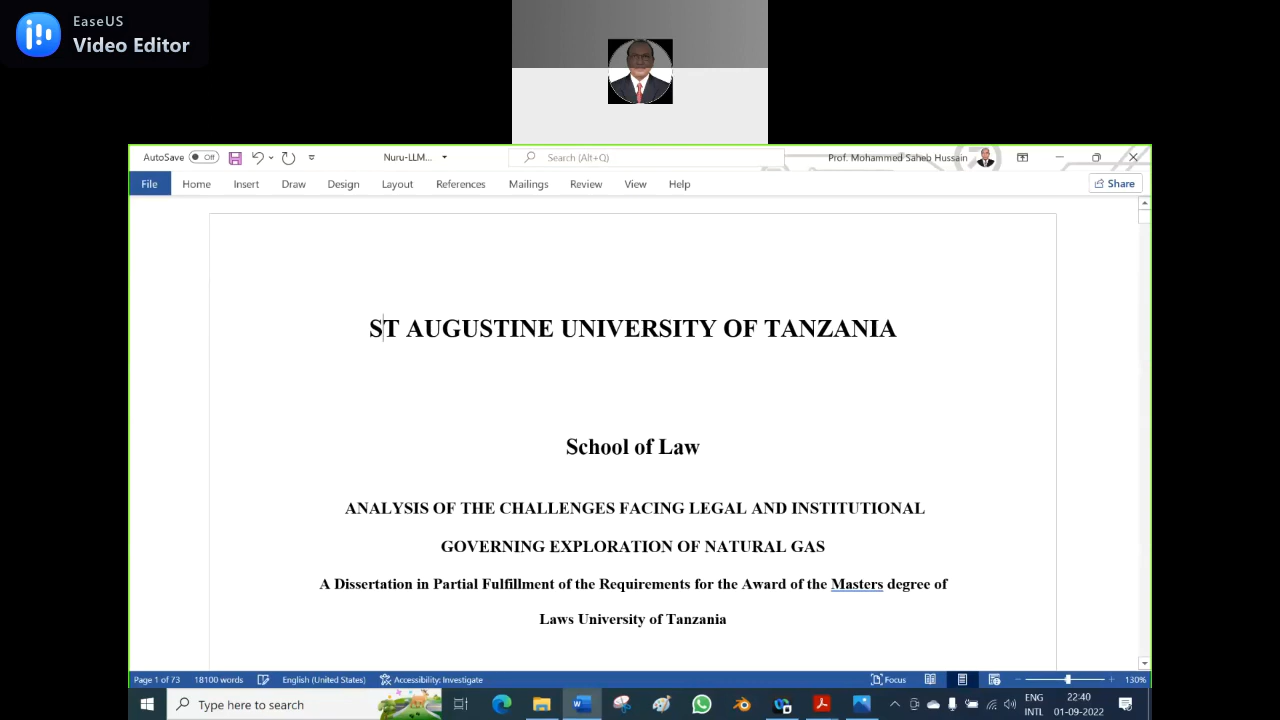 EaseUS
Video Editor
AutoSave Off Nuru-LLM... Search (Alt+Q) Prof. Mohammed Saheb Hussain
File Home Insert Draw Design Layout References Mailings Review View Help Share
ST AUGUSTINE UNIVERSITY OF TANZANIA
School of Law
ANALYSIS OF THE CHALLENGES FACING LEGAL AND INSTITUTIONAL
GOVERNING EXPLORATION OF NATURAL GAS
A Dissertation in Partial Fulfillment of the Requirements for the Award of the Masters degree of
Laws University of Tanzania
Page 1 of 73 18100 words English (United States) Accessibility: Investigate Focus 130%
Type here to search
ENG 22:40
INTL 01-09-2022